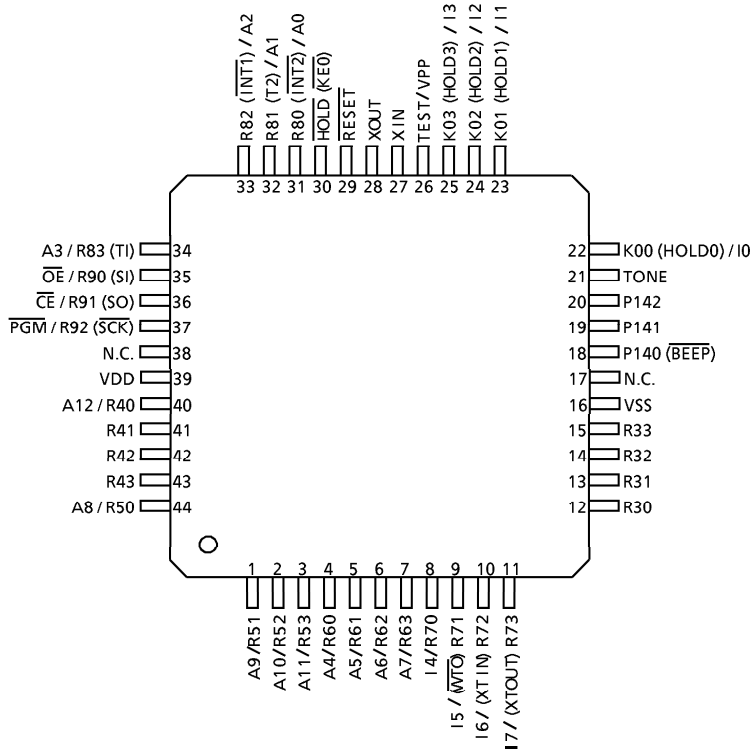 R82 (INT1) / A2
R81 (T2) / A1
R80 (INT2) / A0
HOLD (KE0)
RESET
XOUT
XIN
TEST/VPP
K03 (HOLD3) / I3
K02 (HOLD2) / I2
K01 (HOLD1) / I1
33 32 31 30 29 28 27 26 25 24 23
A3 / R83 (TI) 34
OE / R90 (SI) 35
CE / R91 (SO) 36
PGM / R92 (SCK) 37
N.C. 38
VDD 39
A12 / R40 40
R41 41
R42 42
R43 43
A8 / R50 44
22 K00 (HOLD0) / I0
21 TONE
20 P142
19 P141
18 P140 (BEEP)
17 N.C.
16 VSS
15 R33
14 R32
13 R31
12 R30
1 2 3 4 5 6 7 8 9 10 11
A9/R51
A10/R52
A11/R53
A4/R60
A5/R61
A6/R62
A7/R63
I4/R70
I5 / (WTO) R71
I6/ (XTIN) R72
I7/ (XTOUT) R73